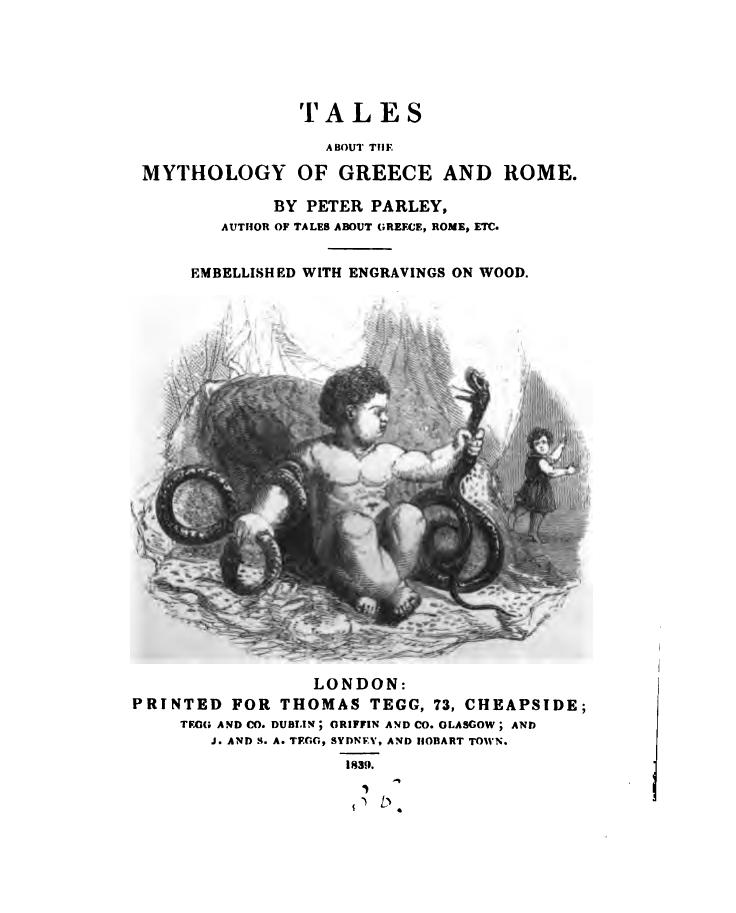 TALES
ABOUT THE
MYTHOLOGY OF GREECE AND ROME.
BY PETER PARLEY,
AUTHOR OF TALES ABOUT GREECE, ROME, ETC.
EMBELLISHED WITH ENGRAVINGS ON WOOD.
LONDON:
PRINTED FOR THOMAS TEGG, 73, CHEAPSIDE;
TEGG AND CO. DUBLIN; GRIFFIN AND CO. GLASGOW; AND
J. AND S. A. TEGG, SYDNEY, AND HOBART TOWN.
1839.